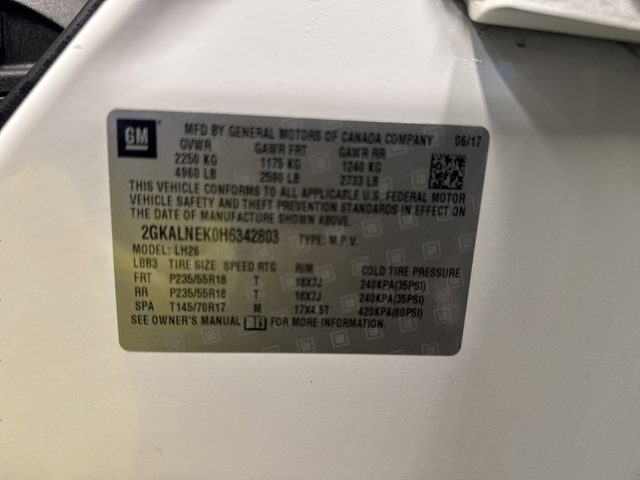 GM
MFD BY GENERAL MOTORS OF CANADA COMPANY 06/17
GVWR GAWR FRT GAWR RR
2250 KG 1175 KG 1240 KG
4960 LB 2590 LB 2733 LB
THIS VEHICLE CONFORMS TO ALL APPLICABLE U.S. FEDERAL MOTOR
VEHICLE SAFETY AND THEFT PREVENTION STANDARDS IN EFFECT
ON THE DATE OF MANUFACTURE SHOWN ABOVE.
2GKALNEK0H6342803 TYPE: M.P.V.
MODEL: LH26
LBB3 TIRE SIZE SPEED RTG RIM COLD TIRE PRESSURE
FRT P235/55R18 T 18X7J 240KPA(35PSI)
RR P235/55R18 T 18X7J 240KPA(35PSI)
SPA T145/70R17 M 17X4.5T 420KPA(60PSI)
SEE OWNER'S MANUAL FOR MORE INFORMATION.